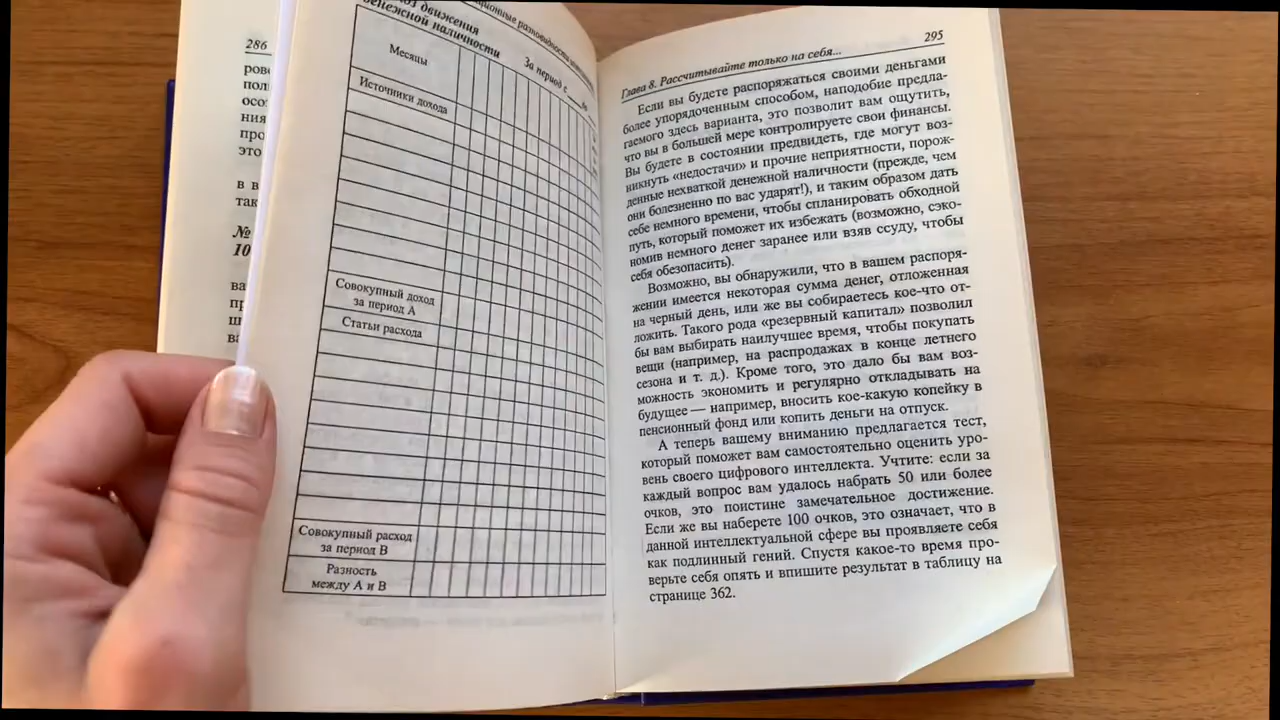 286
ров
пол
осо
ния
про
это
в в
так
№
10
ва
пр
ш
ва
ционные разновидности
движения
денежной наличности
За период с
Месяцы
Источники дохода
Совокупный доход
за период А
Статьи расхода
Совокупный расход
за период В
Разность
между А и В
295
Глава 8. Рассчитывайте только на себя...
Если вы будете распоряжаться своими деньгами
более упорядоченным способом, наподобие предла-
гаемого здесь варианта, это позволит вам ощутить,
что вы в большей мере контролируете свои финансы.
Вы будете в состоянии предвидеть, где могут воз-
никнуть «недостачи» и прочие неприятности, порож-
денные нехваткой денежной наличности (прежде, чем
они болезненно по вас ударят!), и таким образом дать
себе немного времени, чтобы спланировать обходной
путь, который поможет их избежать (возможно, сэко-
номив немного денег заранее или взяв ссуду, чтобы
себя обезопасить).
Возможно, вы обнаружили, что в вашем распоря-
жении имеется некоторая сумма денег, отложенная
на черный день, или же вы собираетесь кое-что от-
ложить. Такого рода «резервный капитал» позволил
бы вам выбирать наилучшее время, чтобы покупать
вещи (например, на распродажах в конце летнего
сезона и т. д.). Кроме того, это дало бы вам воз-
можность экономить и регулярно откладывать на
будущее — например, вносить кое-какую копейку в
пенсионный фонд или копить деньги на отпуск.
А теперь вашему вниманию предлагается тест,
который поможет вам самостоятельно оценить уро-
вень своего цифрового интеллекта. Учтите: если за
каждый вопрос вам удалось набрать 50 или более
очков, это поистине замечательное достижение.
Если же вы наберете 100 очков, это означает, что в
данной интеллектуальной сфере вы проявляете себя
как подлинный гений. Спустя какое-то время про-
верьте себя опять и впишите результат в таблицу на
странице 362.